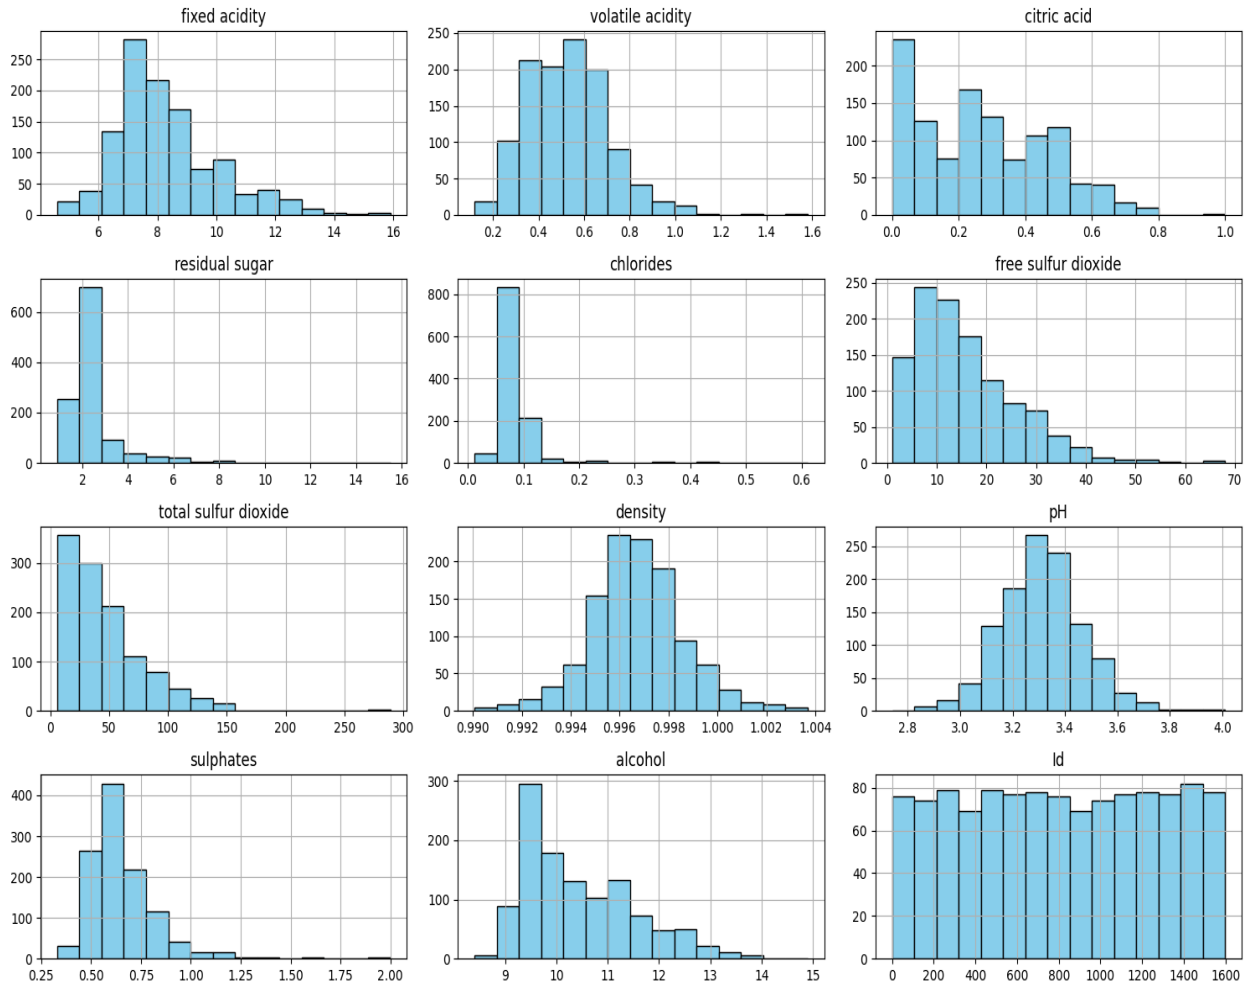 fixed acidity
250
200
150
100
50
0
6 8 10 12 14 16
volatile acidity
250
200
150
100
50
0
0.2 0.4 0.6 0.8 1.0 1.2 1.4 1.6
citric acid
200
150
100
50
0
0.0 0.2 0.4 0.6 0.8 1.0
residual sugar
600
400
200
0
2 4 6 8 10 12 14 16
chlorides
800
600
400
200
0
0.0 0.1 0.2 0.3 0.4 0.5 0.6
free sulfur dioxide
250
200
150
100
50
0
0 10 20 30 40 50 60 70
total sulfur dioxide
300
200
100
0
0 50 100 150 200 250 300
density
200
150
100
50
0
0.990 0.992 0.994 0.996 0.998 1.000 1.002 1.004
pH
250
200
150
100
50
0
3.0 3.2 3.4 3.6 3.8 4.0
sulphates
400
300
200
100
0
0.25 0.50 0.75 1.00 1.25 1.50 1.75 2.00
alcohol
300
200
100
0
9 10 11 12 13 14 15
Id
80
60
40
20
0
0 200 400 600 800 1000 1200 1400 1600